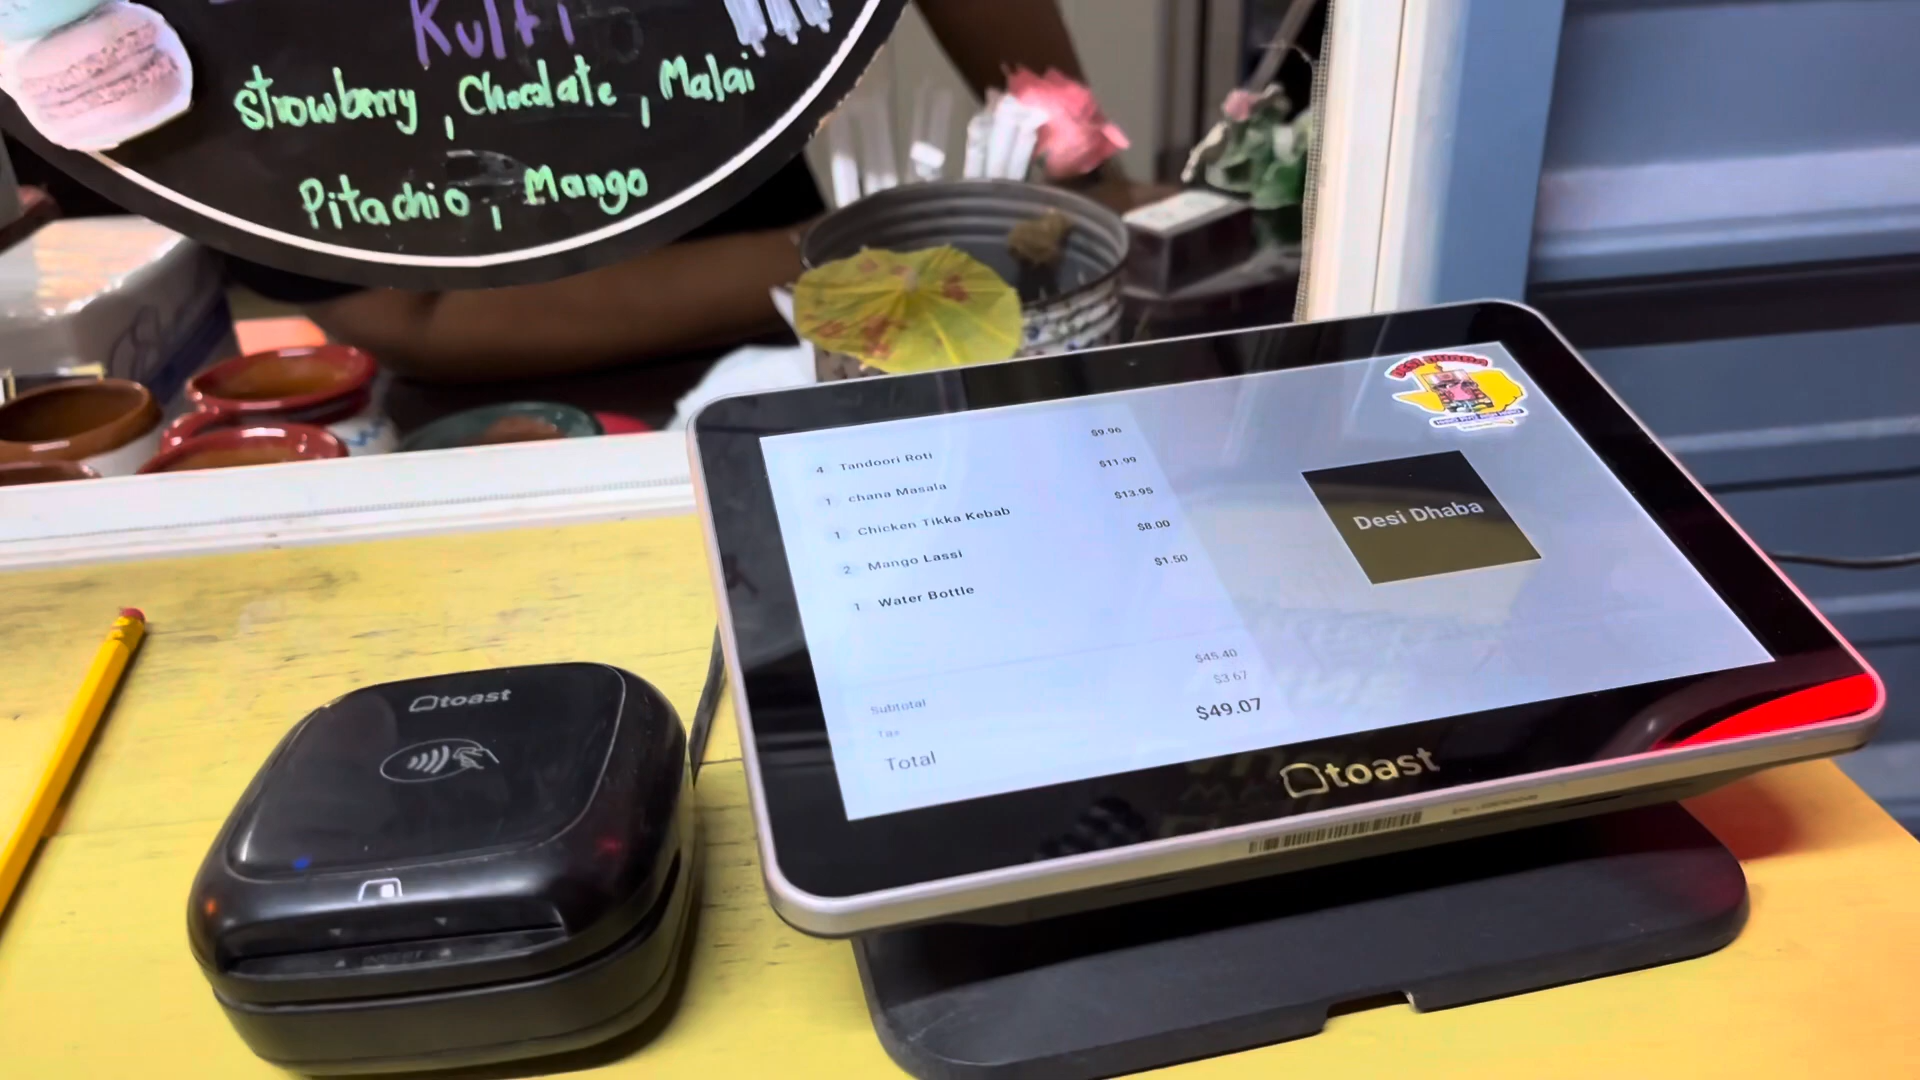 Kulfi
Strowberry, Chocolate, Malai
Pitachio, Mango
4 Tandoori Roti $9.96
1 chana Masala $11.99
1 Chicken Tikka Kebab $13.95
2 Mango Lassi $8.00
1 Water Bottle $1.50
Subtotal $45.40
Tax $3.67
Total $49.07
DESI DHABA
Desi Dhaba
toast
toast